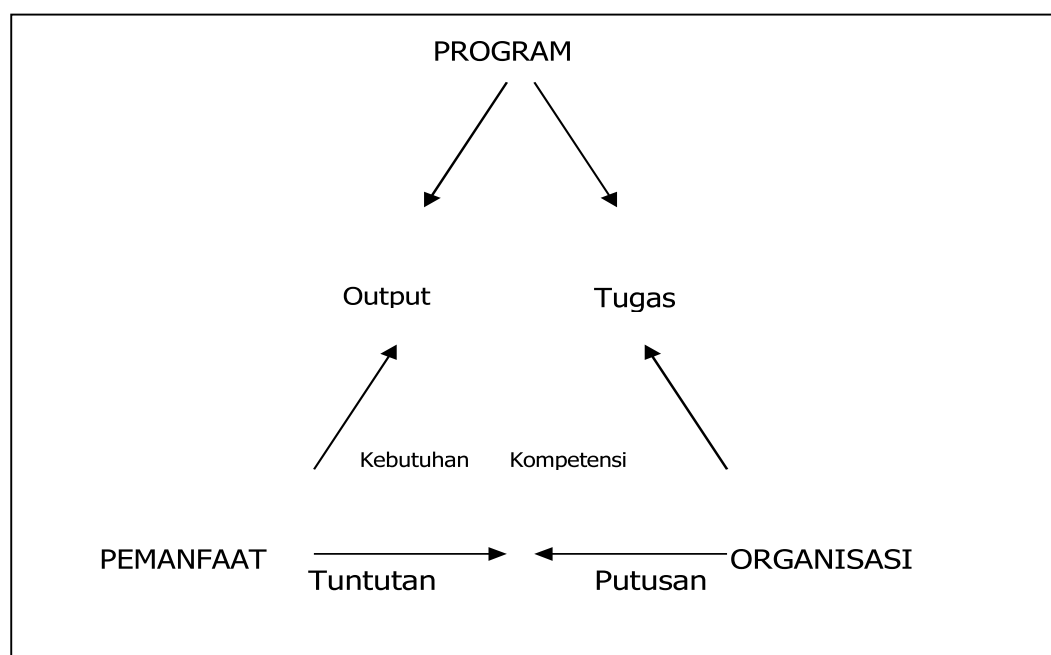 PROGRAM
Output Tugas
Kebutuhan Kompetensi
PEMANFAAT ORGANISASI
Tuntutan Putusan